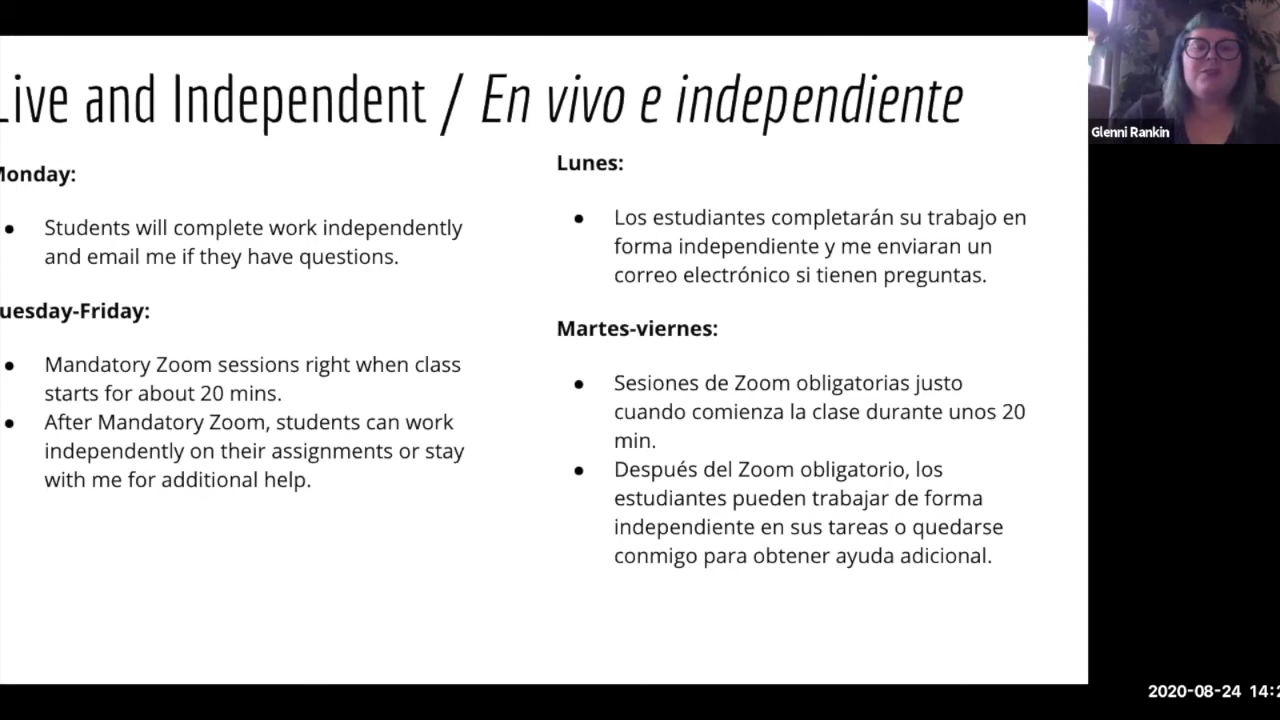 Live and Independent / En vivo e independiente
Monday:
● Students will complete work independently
and email me if they have questions.
Tuesday-Friday:
● Mandatory Zoom sessions right when class
starts for about 20 mins.
● After Mandatory Zoom, students can work
independently on their assignments or stay
with me for additional help.
Lunes:
● Los estudiantes completarán su trabajo en
forma independiente y me enviaran un
correo electrónico si tienen preguntas.
Martes-viernes:
● Sesiones de Zoom obligatorias justo
cuando comienza la clase durante unos 20
min.
● Después del Zoom obligatorio, los
estudiantes pueden trabajar de forma
independiente en sus tareas o quedarse
conmigo para obtener ayuda adicional.
Glenni Rankin
2020-08-24 14:2